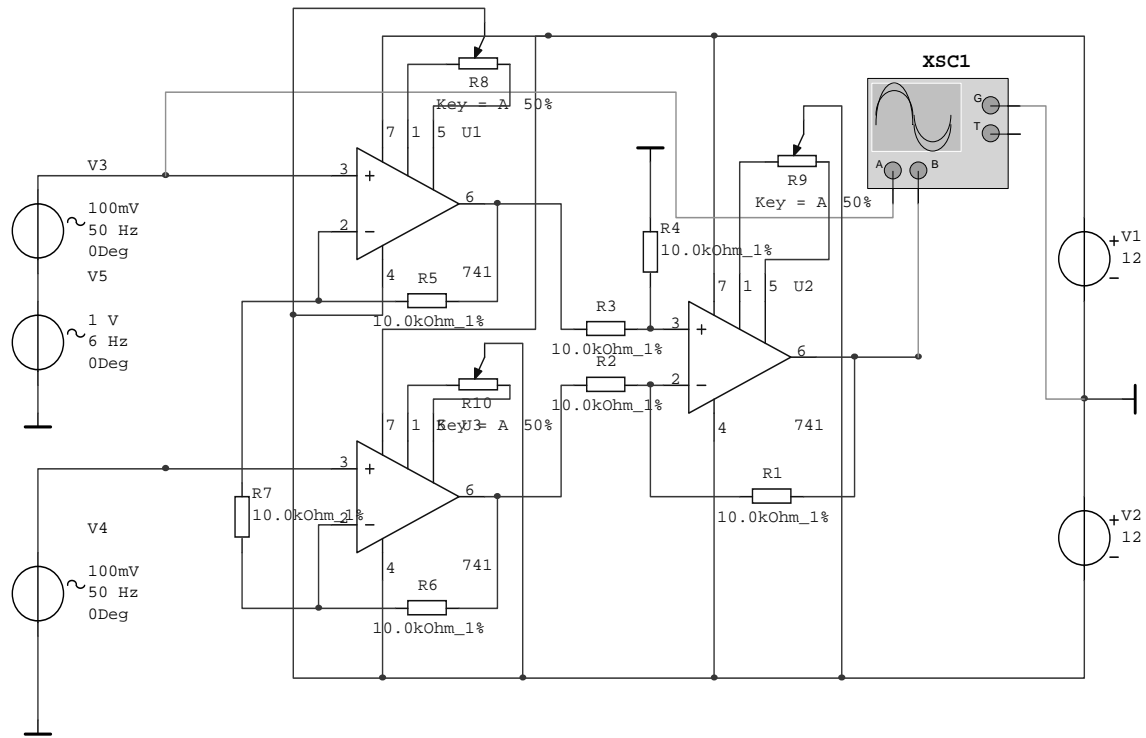 XSC1
G
T
A
B
R8
Key = A 50%
7
1
5
U1
V3
3
6
100mV
50 Hz
0Deg
2
4
R5
741
10.0kOhm_1%
V5
1 V
6 Hz
0Deg
R9
Key = A 50%
R4
10.0kOhm_1%
7
1
5
U2
R3
10.0kOhm_1%
3
R2
10.0kOhm_1%
2
6
4
741
R1
10.0kOhm_1%
V1
12
V2
12
R10
Key = A 50%
7
1
5
U3
3
6
R7
10.0kOhm_1%
2
4
741
R6
10.0kOhm_1%
V4
100mV
50 Hz
0Deg